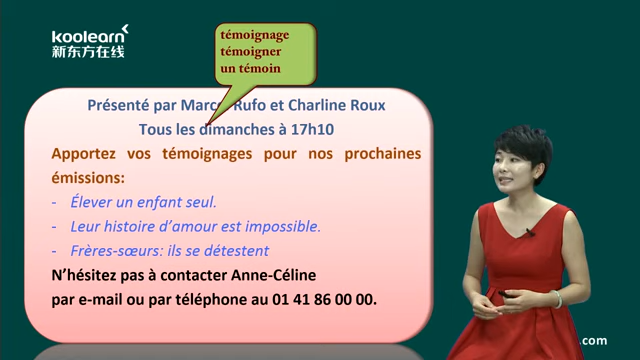 koolearn
新东方在线
témoignage
témoigner
un témoin
Présenté par Marc Rufo et Charline Roux
Tous les dimanches à 17h10
Apportez vos témoignages pour nos prochaines
émissions:
- Élever un enfant seul.
- Leur histoire d'amour est impossible.
- Frères-sœurs: ils se détestent
N'hésitez pas à contacter Anne-Céline
par e-mail ou par téléphone au 01 41 86 00 00.
.com